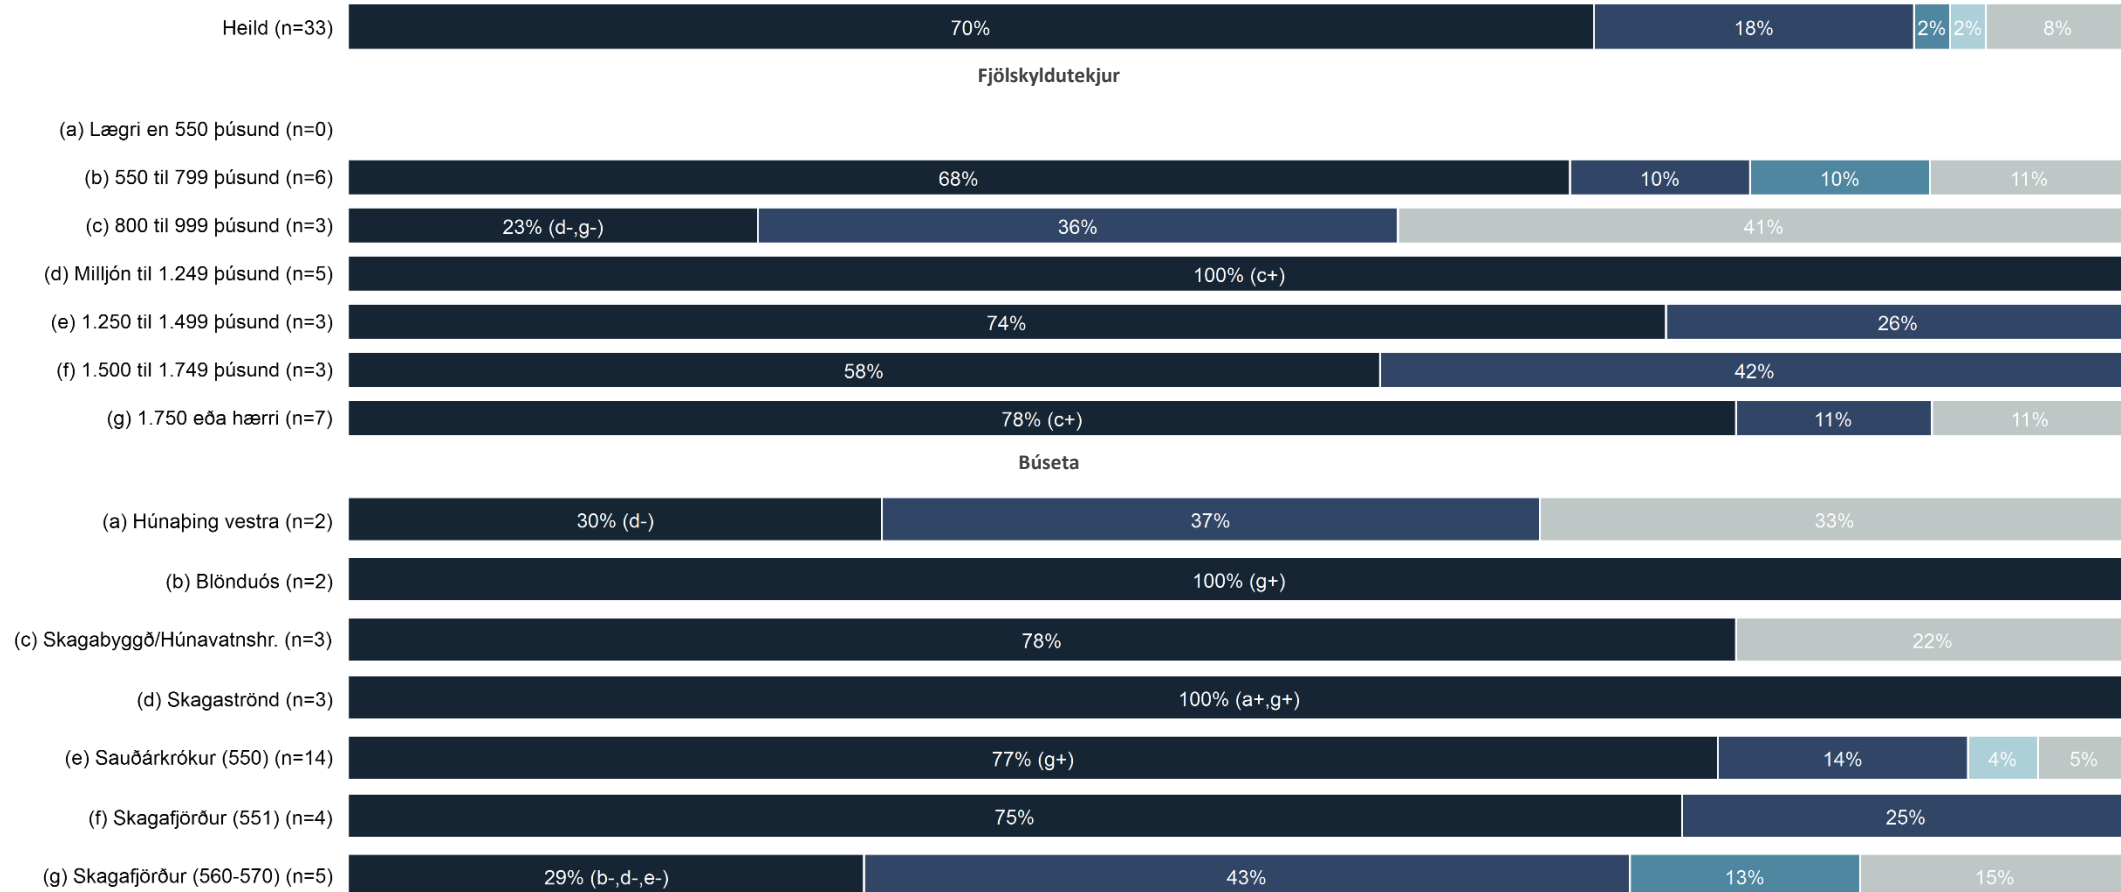 Heild (n=33) 70% 18% 2% 2% 8%
Fjölskyldutekjur
(a) Lægri en 550 þúsund (n=0)
(b) 550 til 799 þúsund (n=6) 68% 10% 10% 11%
(c) 800 til 999 þúsund (n=3) 23% (d-,g-) 36% 41%
(d) Milljón til 1.249 þúsund (n=5) 100% (c+)
(e) 1.250 til 1.499 þúsund (n=3) 74% 26%
(f) 1.500 til 1.749 þúsund (n=3) 58% 42%
(g) 1.750 eða hærri (n=7) 78% (c+) 11% 11%
Búseta
(a) Húnaþing vestra (n=2) 30% (d-) 37% 33%
(b) Blönduós (n=2) 100% (g+)
(c) Skagabyggð/Húnavatnshr. (n=3) 78% 22%
(d) Skagaströnd (n=3) 100% (a+,g+)
(e) Sauðárkrókur (550) (n=14) 77% (g+) 14% 4% 5%
(f) Skagafjörður (551) (n=4) 75% 25%
(g) Skagafjörður (560-570) (n=5) 29% (b-,d-,e-) 43% 13% 15%